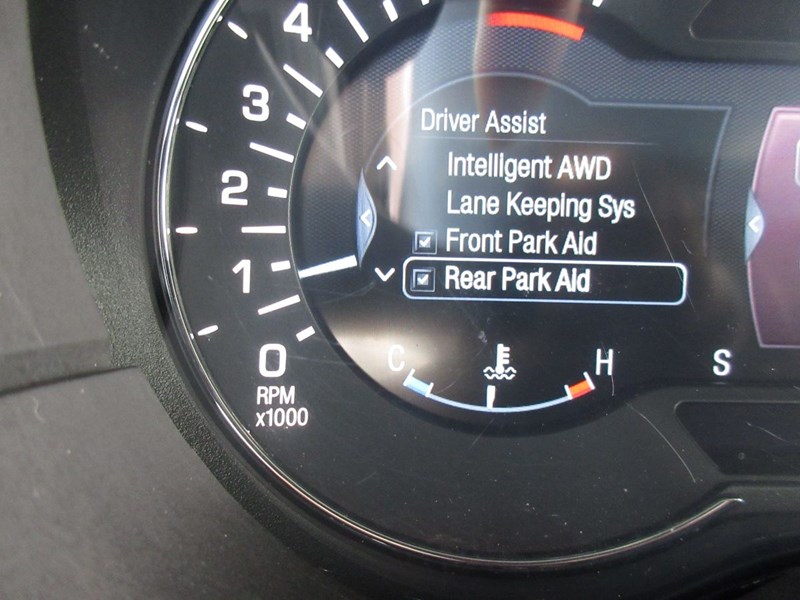 4
3
2
1
0
RPM
x1000
Driver Assist
Intelligent AWD
Lane Keeping Sys
Front Park Aid
Rear Park Aid
C H
S